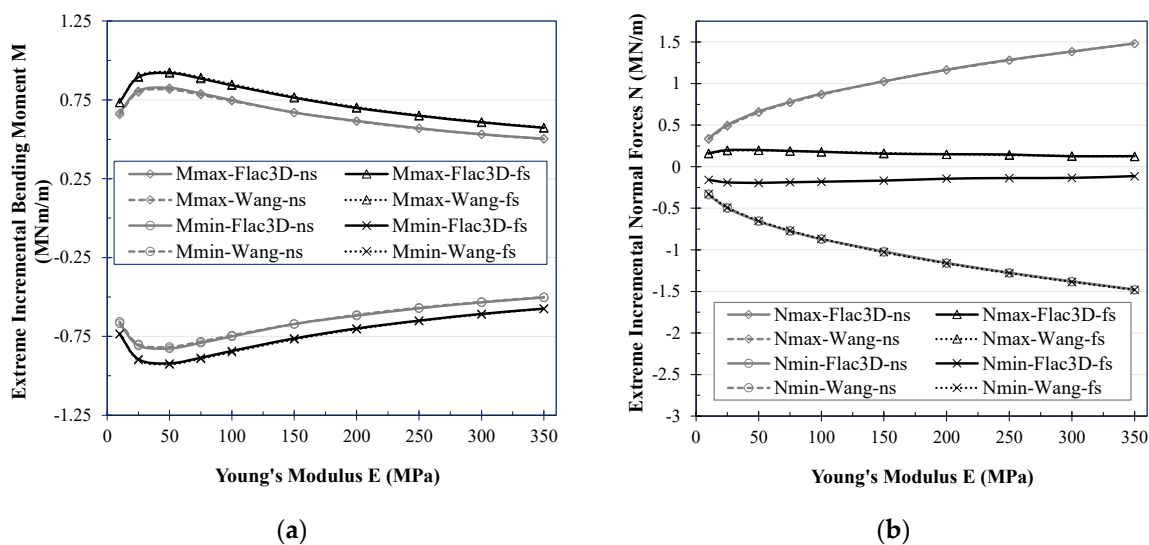 Extreme Incremental Bending Moment M
(MNm/m)
1.25
0.75
0.25
-0.25
-0.75
-1.25
Mmax-Flac3D-ns
Mmax-Flac3D-fs
Mmax-Wang-ns
Mmax-Wang-fs
Mmin-Flac3D-ns
Mmin-Flac3D-fs
Mmin-Wang-ns
Mmin-Wang-fs
0 50 100 150 200 250 300 350
Young's Modulus E (MPa)
(a)
Extreme Incremental Normal Forces N (MN/m)
1.5
1
0.5
0
-0.5
-1
-1.5
-2
-2.5
-3
Nmax-Flac3D-ns
Nmax-Flac3D-fs
Nmax-Wang-ns
Nmax-Wang-fs
Nmin-Flac3D-ns
Nmin-Flac3D-fs
Nmin-Wang-ns
Nmin-Wang-fs
0 50 100 150 200 250 300 350
Young's Modulus E (MPa)
(b)